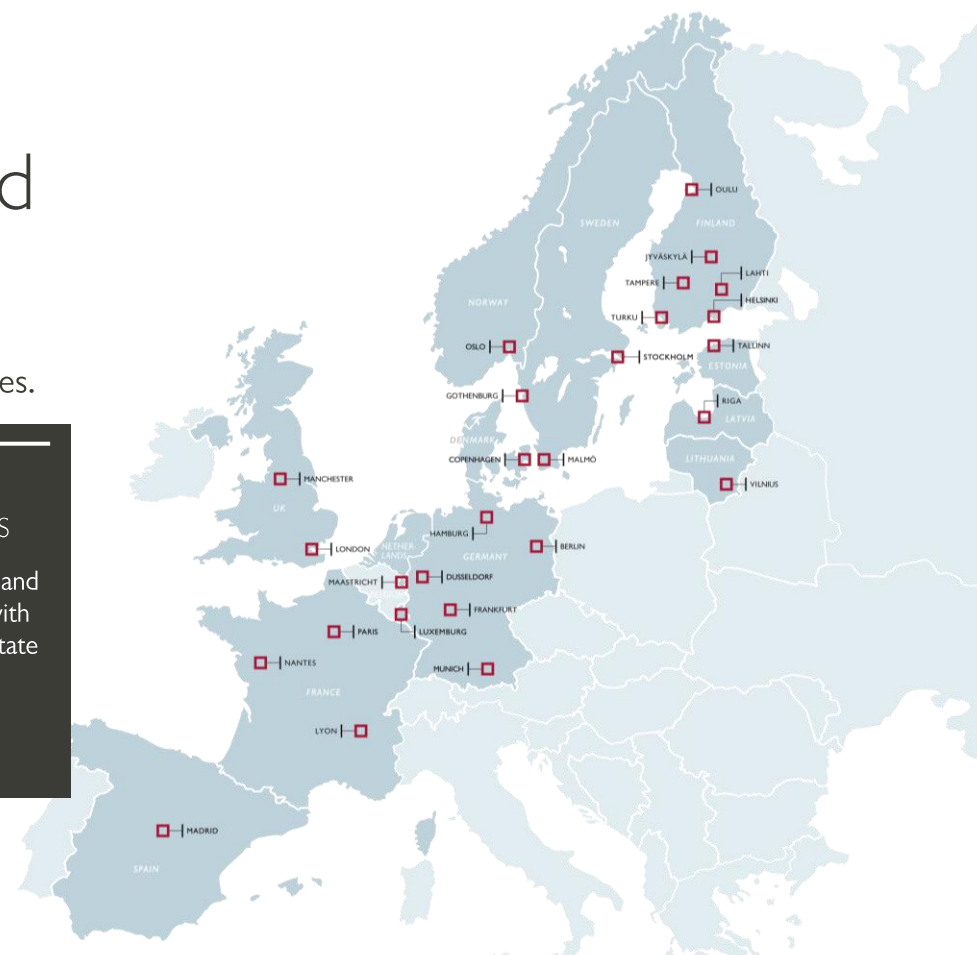 d
es.
S
and
vith
tate
OULU
SWEDEN
FINLAND
JYVÄSKYLÄ
LAHTI
TAMPERE
HELSINKI
NORWAY
TURKU
OSLO
TALLINN
STOCKHOLM
ESTONIA
GOTHENBURG
RIGA
LATVIA
DENMARK
COPENHAGEN
MALMÖ
LITHUANIA
MANCHESTER
VILNIUS
UK
HAMBURG
LONDON
NETHER-
LANDS
BERLIN
GERMANY
MAASTRICHT
DUSSELDORF
FRANKFURT
PARIS
LUXEMBURG
NANTES
MUNICH
FRANCE
LYON
MADRID
SPAIN